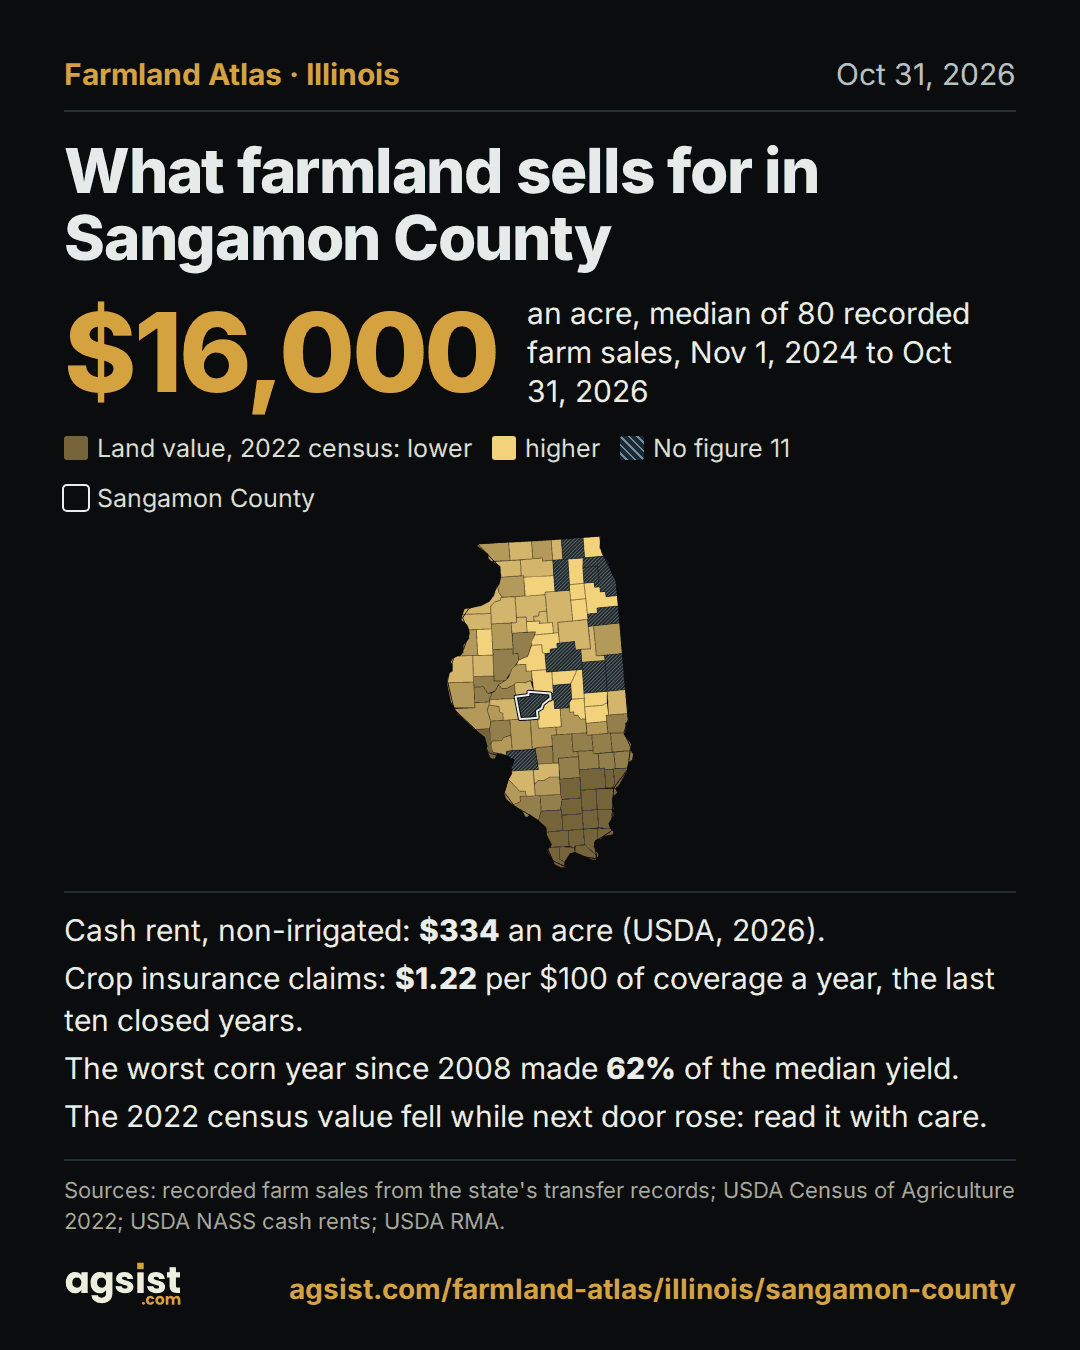 Farmland Atlas · Illinois
Oct 31, 2026
What farmland sells for in
Sangamon County
$16,000
an acre, median of 80 recorded
farm sales, Nov 1, 2024 to Oct
31, 2026
Land value, 2022 census: lower
higher
No figure 11
Sangamon County
Cash rent, non-irrigated: $334 an acre (USDA, 2026).
Crop insurance claims: $1.22 per $100 of coverage a year, the last
ten closed years.
The worst corn year since 2008 made 62% of the median yield.
The 2022 census value fell while next door rose: read it with care.
Sources: recorded farm sales from the state's transfer records; USDA Census of Agriculture
2022; USDA NASS cash rents; USDA RMA.
agsist
.com
agsist.com/farmland-atlas/illinois/sangamon-county